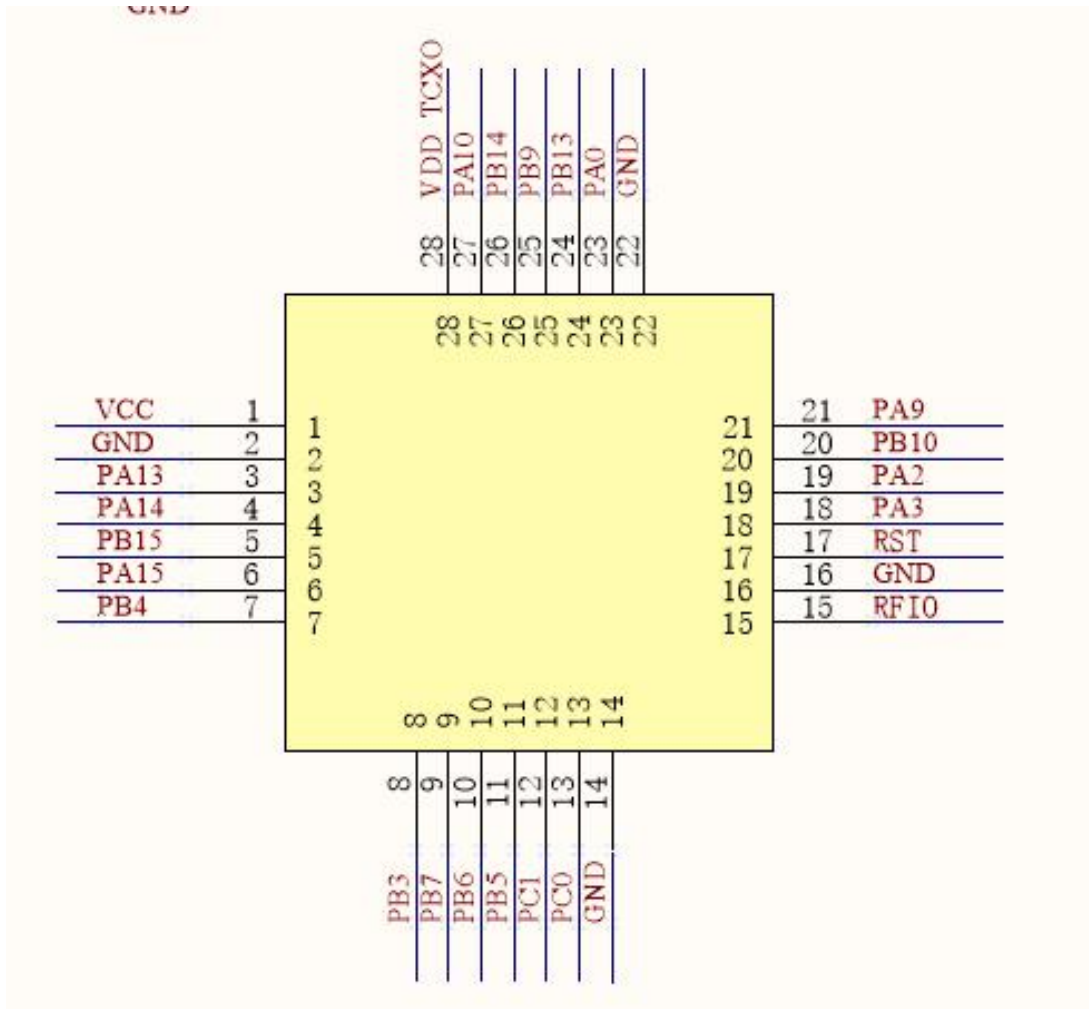 GND
VDD TCXO
PA10
PB14
PB9
PB13
PA0
GND
28 27 26 25 24 23 22
28 27 26 25 24 23 22
VCC 1 1
GND 2 2
PA13 3 3
PA14 4 4
PB15 5 5
PA15 6 6
PB4 7 7
21 21 PA9
20 20 PB10
19 19 PA2
18 18 PA3
17 17 RST
16 16 GND
15 15 RFIO
8 9 10 11 12 13 14
8 9 10 11 12 13 14
PB3
PB7
PB6
PB5
PC1
PC0
GND